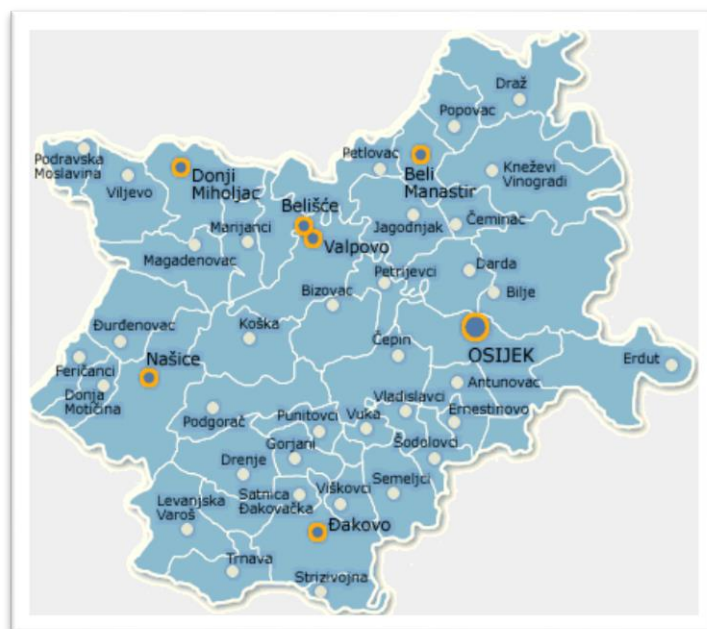 Draž
Popovac
Podravska
Moslavina
Viljevo
Donji
Miholjac
Petlovac
Beli
Manastir
Kneževi
Vinogradi
Belišće
Valpovo
Marijanci
Magadenovac
Jagodnjak
Čeminac
Petrijevci
Darda
Bilje
Bizovac
Đurđenovac
Koška
Čepin
OSIJEK
Erdut
Feričanci
Našice
Donja
Motičina
Antunovac
Vladislavci
Ernestinovo
Podgorač
Punitovci
Vuka
Gorjani
Šodolovci
Drenje
Semeljci
Levanjska
Varoš
Satnica
Đakovačka
Viškovci
Đakovo
Trnava
Strizivojna